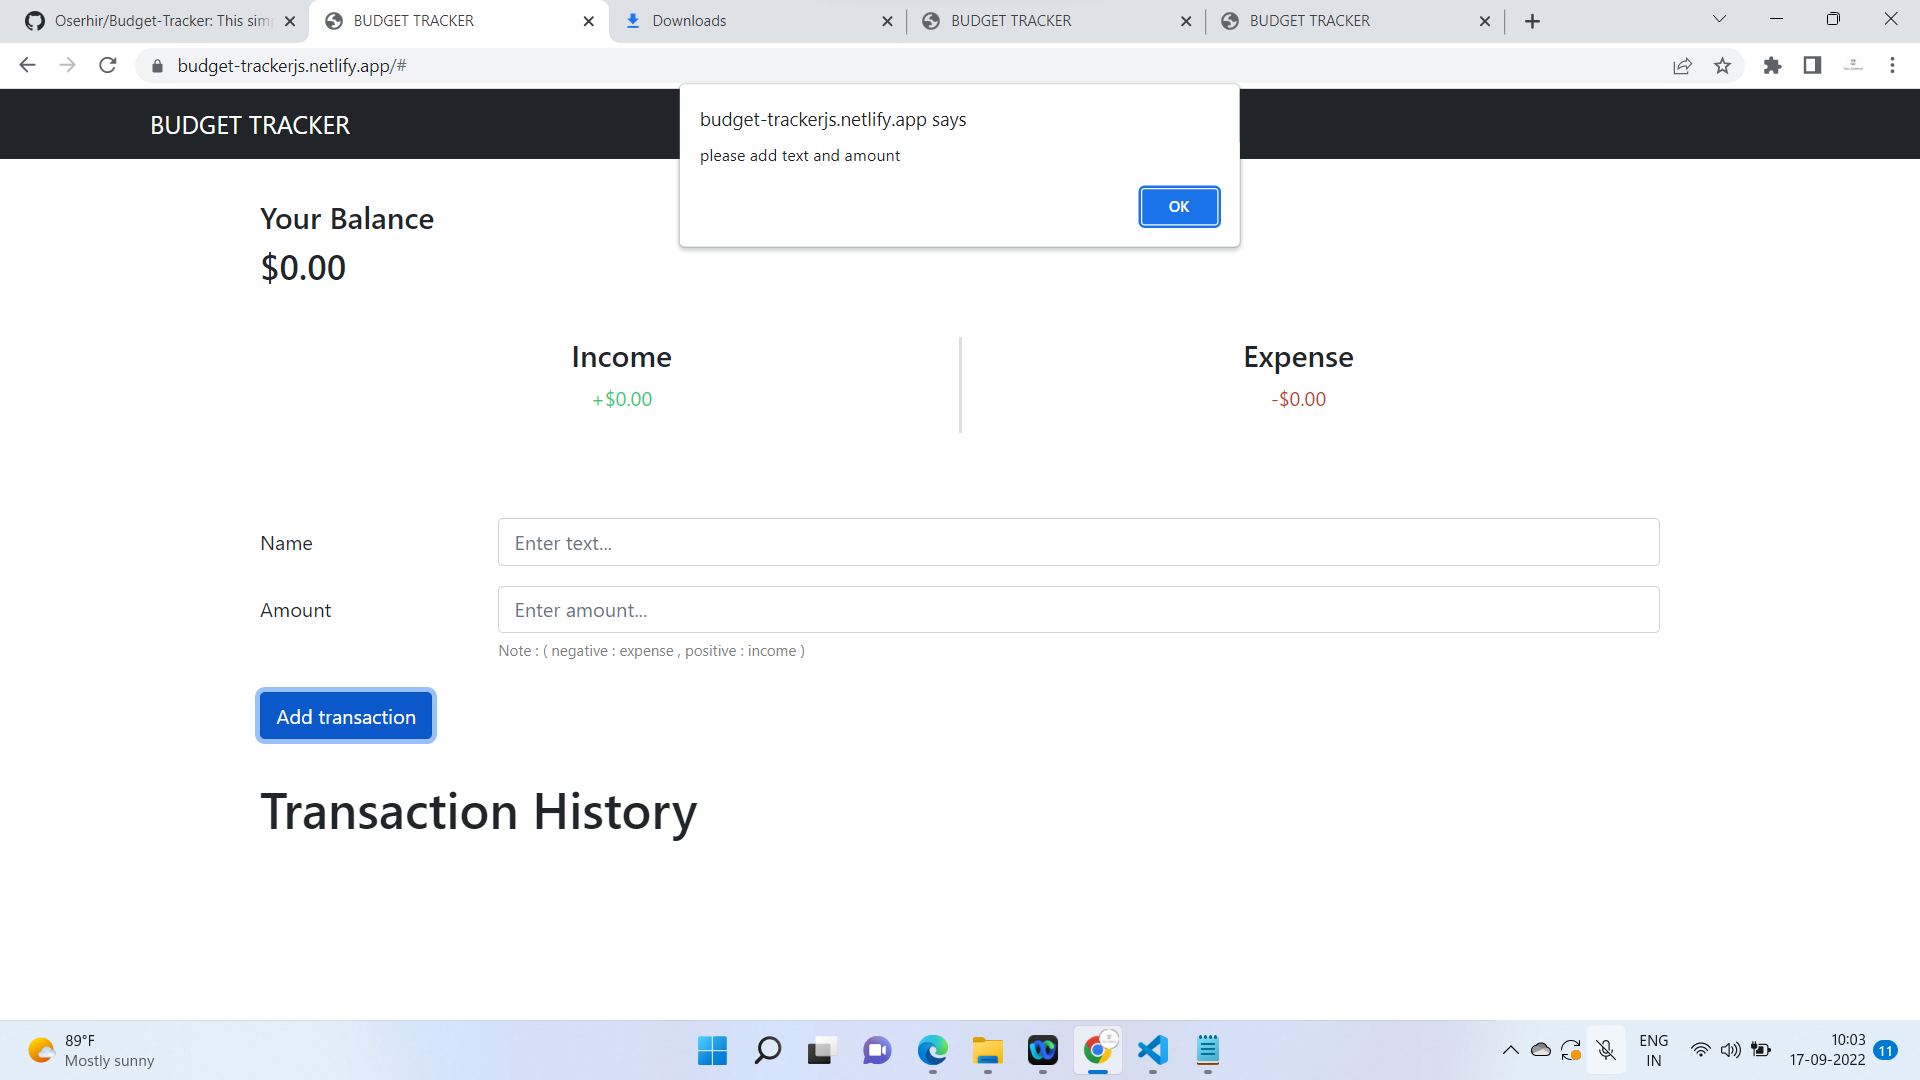 Oserhir/Budget-Tracker: This sim
BUDGET TRACKER
Downloads
BUDGET TRACKER
BUDGET TRACKER
budget-trackerjs.netlify.app/#
BUDGET TRACKER
budget-trackerjs.netlify.app says
please add text and amount
OK
Your Balance
$0.00
Income
+$0.00
Expense
-$0.00
Name
Enter text...
Amount
Enter amount...
Note : ( negative : expense , positive : income )
Add transaction
Transaction History
89°F
Mostly sunny
ENG
IN
10:03
17-09-2022
11